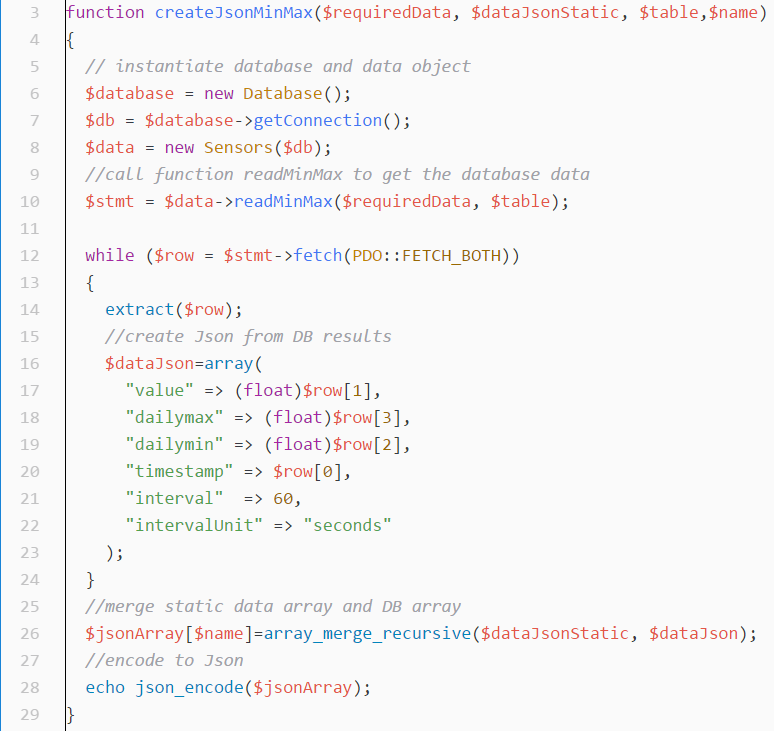 3 function createJsonMinMax($requiredData, $dataJsonStatic, $table,$name)
4 {
5 // instantiate database and data object
6 $database = new Database();
7 $db = $database->getConnection();
8 $data = new Sensors($db);
9 //call function readMinMax to get the database data
10 $stmt = $data->readMinMax($requiredData, $table);
11
12 while ($row = $stmt->fetch(PDO::FETCH_BOTH))
13 {
14 extract($row);
15 //create Json from DB results
16 $dataJson=array(
17 "value" => (float)$row[1],
18 "dailymax" => (float)$row[3],
19 "dailymin" => (float)$row[2],
20 "timestamp" => $row[0],
21 "interval"  => 60,
22 "intervalUnit" => "seconds"
23 );
24 }
25 //merge static data array and DB array
26 $jsonArray[$name]=array_merge_recursive($dataJsonStatic, $dataJson);
27 //encode to Json
28 echo json_encode($jsonArray);
29 }